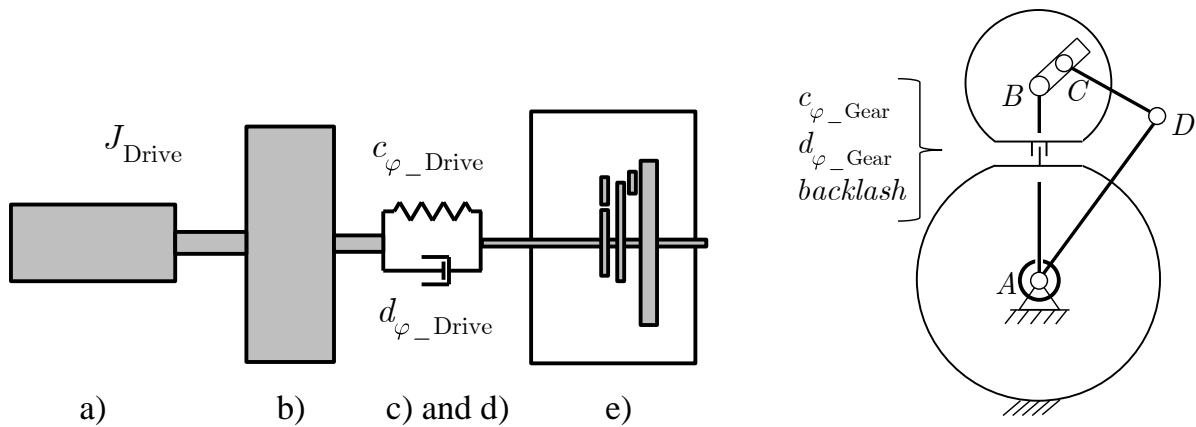 J_Drive
c_φ_Drive
d_φ_Drive
a)
b)
c) and d)
e)
c_φ_Gear
d_φ_Gear
backlash
B
C
D
A